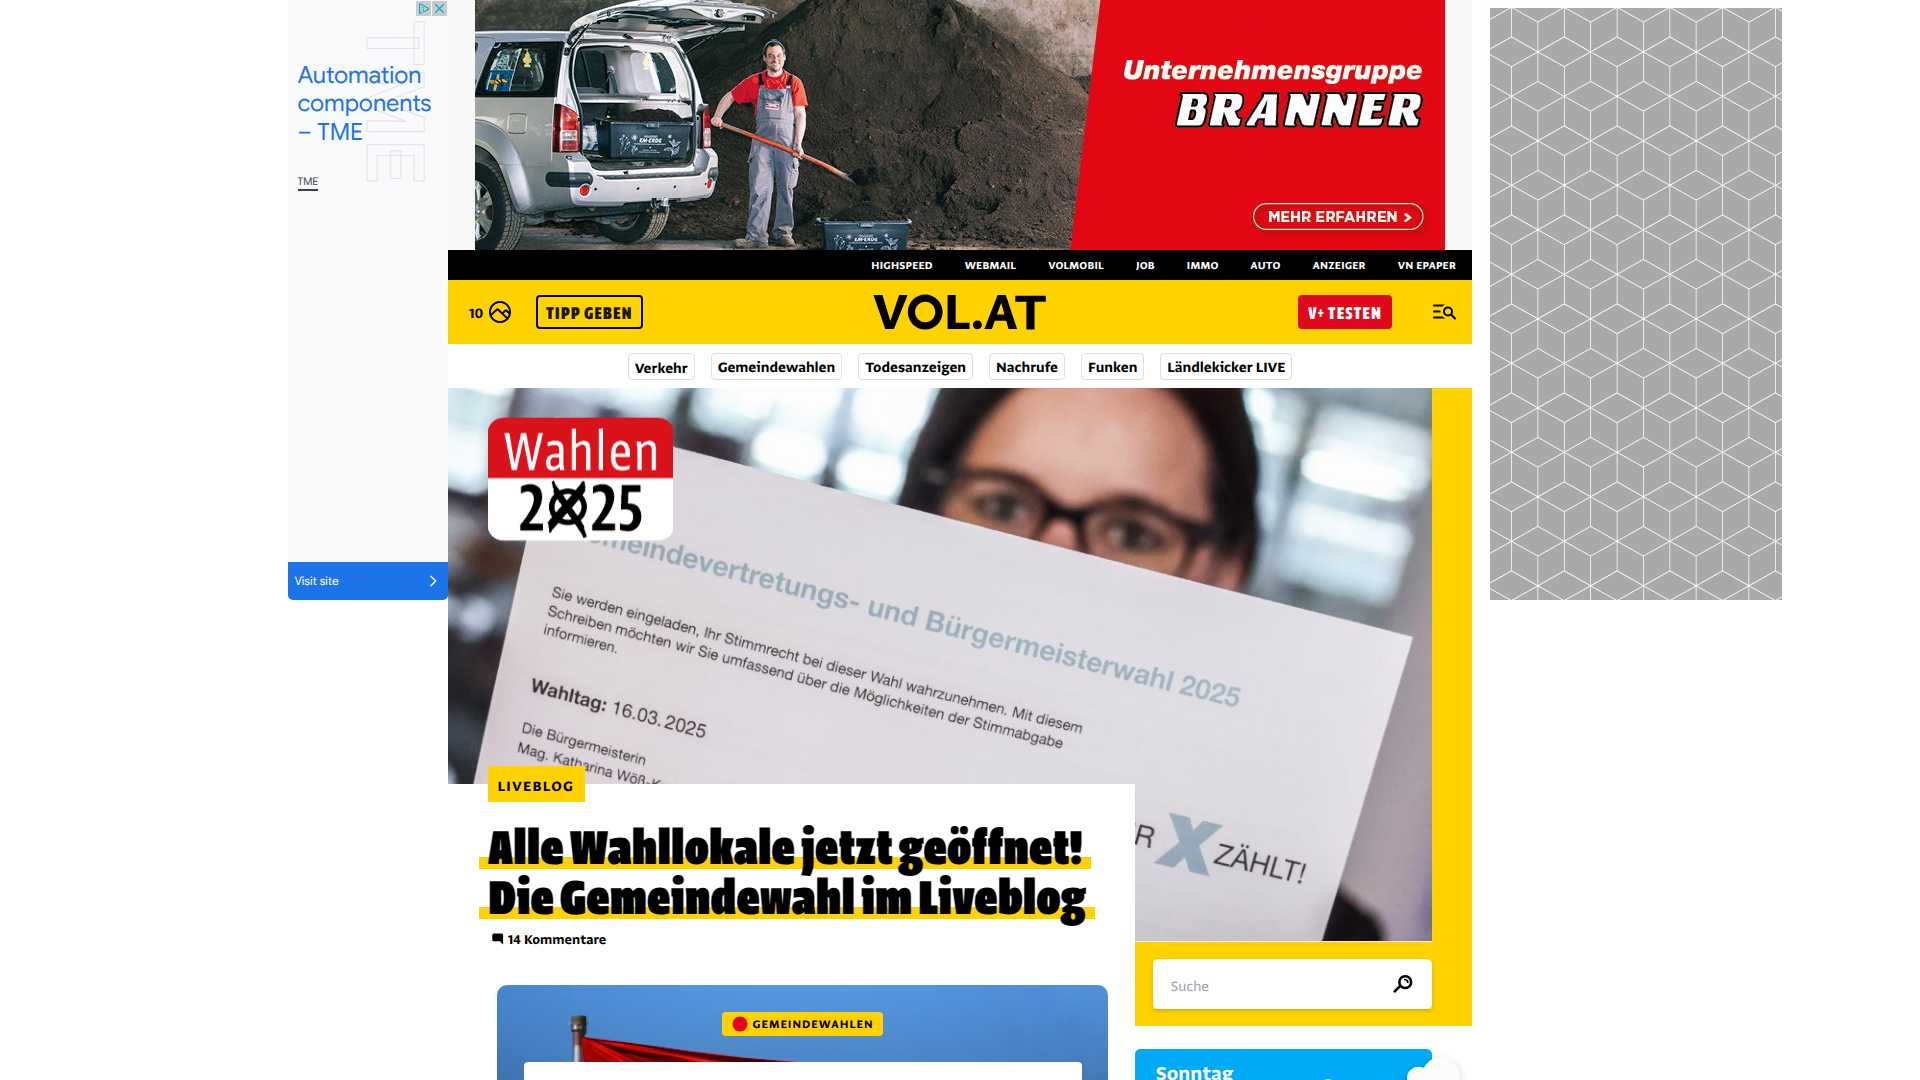 Automation
components
– TME
TME
Visit site
Unternehmensgruppe
BRANNER
MEHR ERFAHREN >
HIGHSPEED WEBMAIL VOLMOBIL JOB IMMO AUTO ANZEIGER VN EPAPER
10 TIPP GEBEN VOL.AT V+ TESTEN
Verkehr Gemeindewahlen Todesanzeigen Nachrufe Funken Ländlekicker LIVE
Wahlen
2025
meindevertretungs- und Bürgermeisterwahl 2025
Sie werden eingeladen, Ihr Stimmrecht bei dieser Wahl wahrzunehmen. Mit diesem
Schreiben möchten wir Sie umfassend über die Möglichkeiten der Stimmabgabe
informieren.
Wahltag: 16.03.2025
Die Bürgermeisterin
Mag. Katharina Wöß-K
R X ZÄHLT!
LIVEBLOG
Alle Wahllokale jetzt geöffnet!
Die Gemeindewahl im Liveblog
14 Kommentare
Suche
GEMEINDEWAHLEN
Sonntag